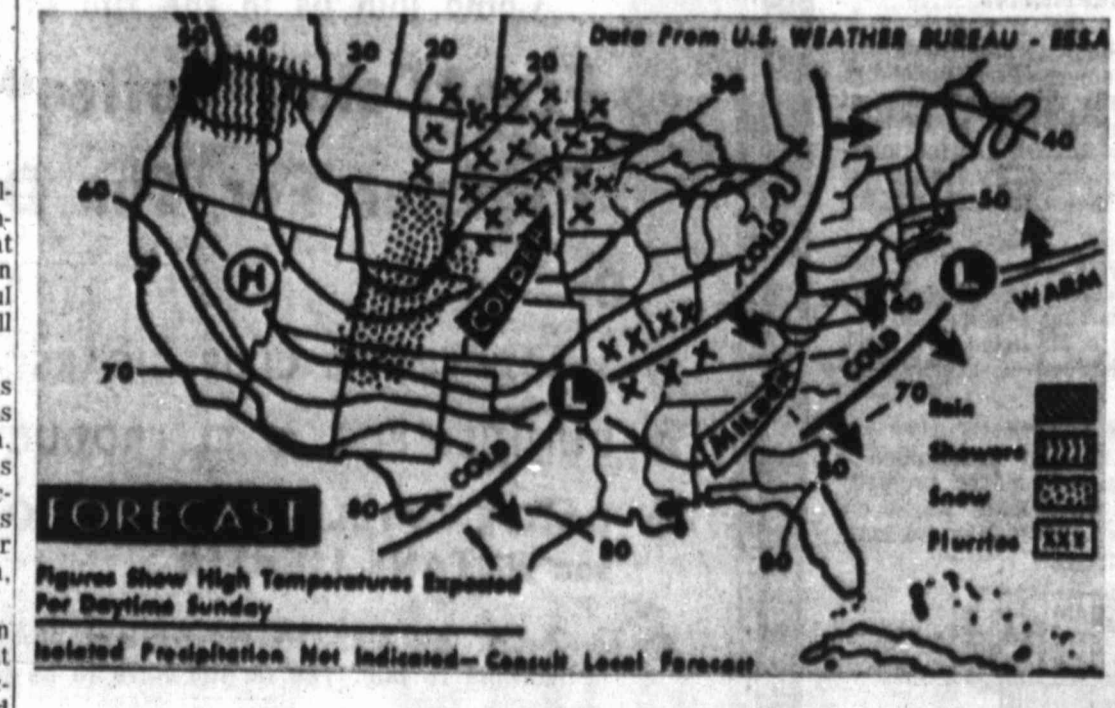 Data From U.S. WEATHER BUREAU - ESSA
50 40 30 20 20 30
40
60
50
H
COLDER
COLD
L
WARM
60
COLD
70
L
MILDER
70
COLD
80
80
80
80
Rain
Showers
Snow
Flurries
FORECAST
Figures Show High Temperatures Expected
For Daytime Sunday
Isolated Precipitation Not Indicated—Consult Local Forecast